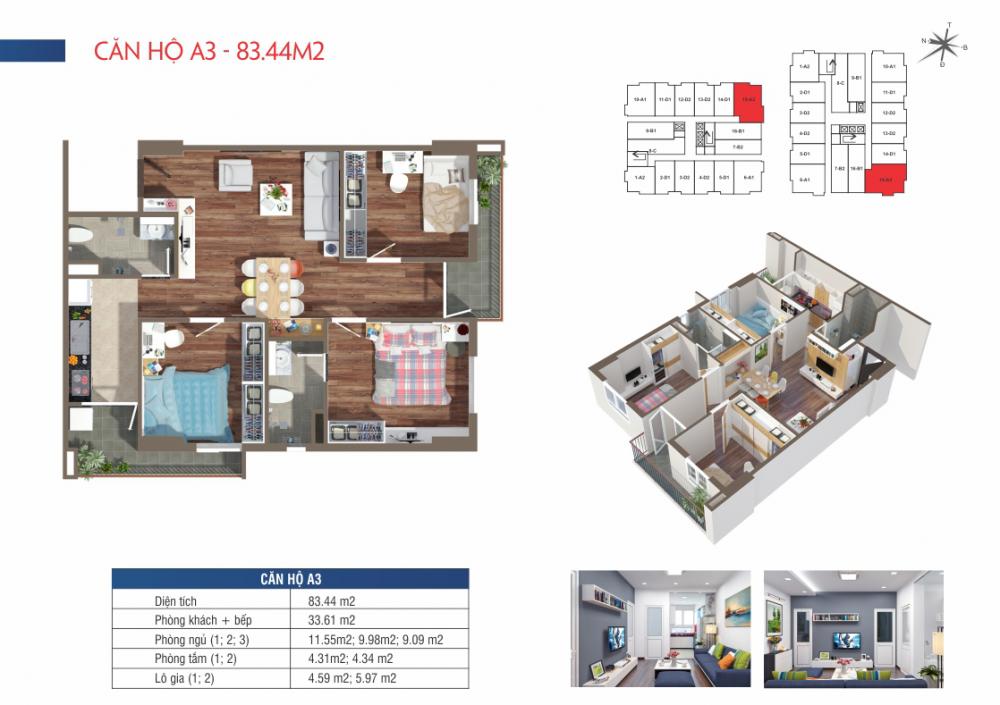 CĂN HỘ A3 - 83.44M2
T
N
B
Đ
10-A1 11-D1 12-D2 13-D2 14-D1 15-A3
9-B1 16-B1
7-B2
8-C
1-A2 2-D1 3-D2 4-D2 5-D1 6-A1
1-A2 9-B1 10-A1
8-C
2-D1 11-D1
3-D2 12-D2
4-D2 13-D2
5-D1 14-D1
6-A1 7-B2 16-B1 15-A3
CĂN HỘ A3
Diện tích 83.44 m2
Phòng khách + bếp 33.61 m2
Phòng ngủ (1; 2; 3) 11.55m2; 9.98m2; 9.09 m2
Phòng tắm (1; 2) 4.31m2; 4.34 m2
Lô gia (1; 2) 4.59 m2; 5.97 m2